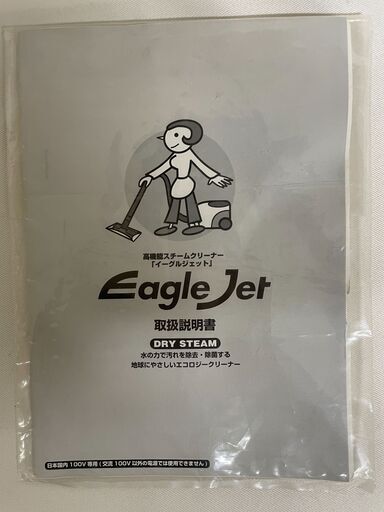 高機能スチームクリーナー
「イーグルジェット」
Eagle Jet
取扱説明書
DRY STEAM
水の力で汚れを除去・除菌する
地球にやさしいエコロジークリーナー
日本国内 100V 専用 (交流 100V 以外の電源では使用できません)